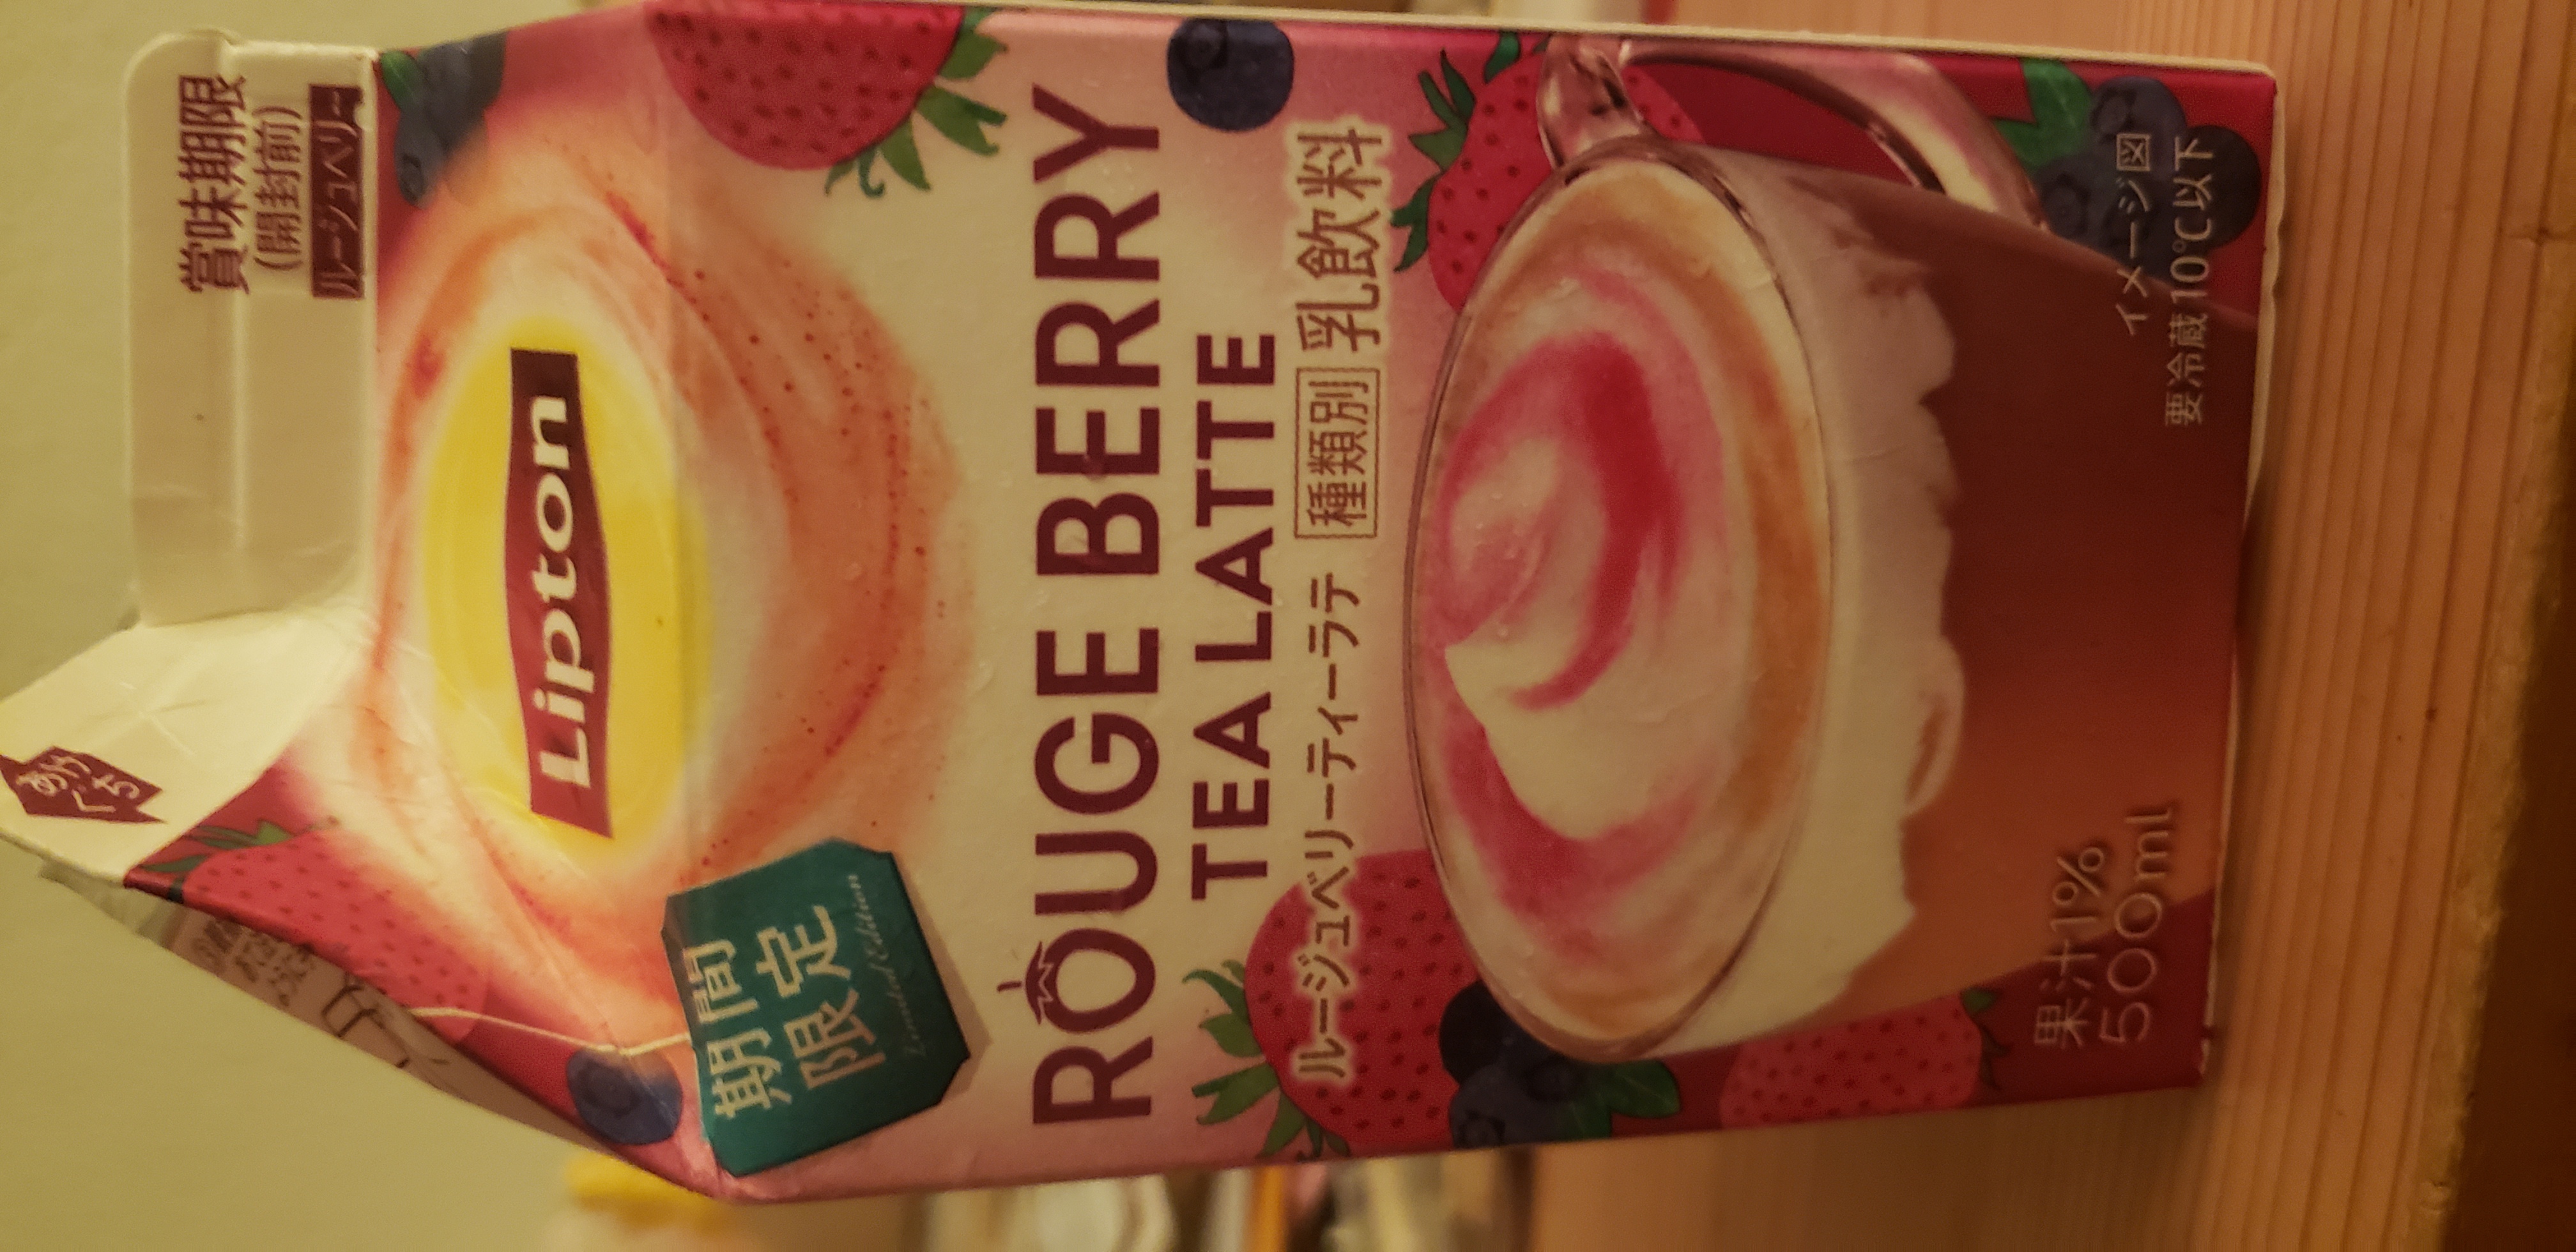 賞味期限
(開封前)
ルージュベリー
あけ
ぐち
Lipton
期間
限定
Limited Edition
ROUGE BERRY
TEA LATTE
ルージュベリーティーラテ 種類別 乳飲料
果汁1%
500ml
イメージ図
要冷蔵10℃以下